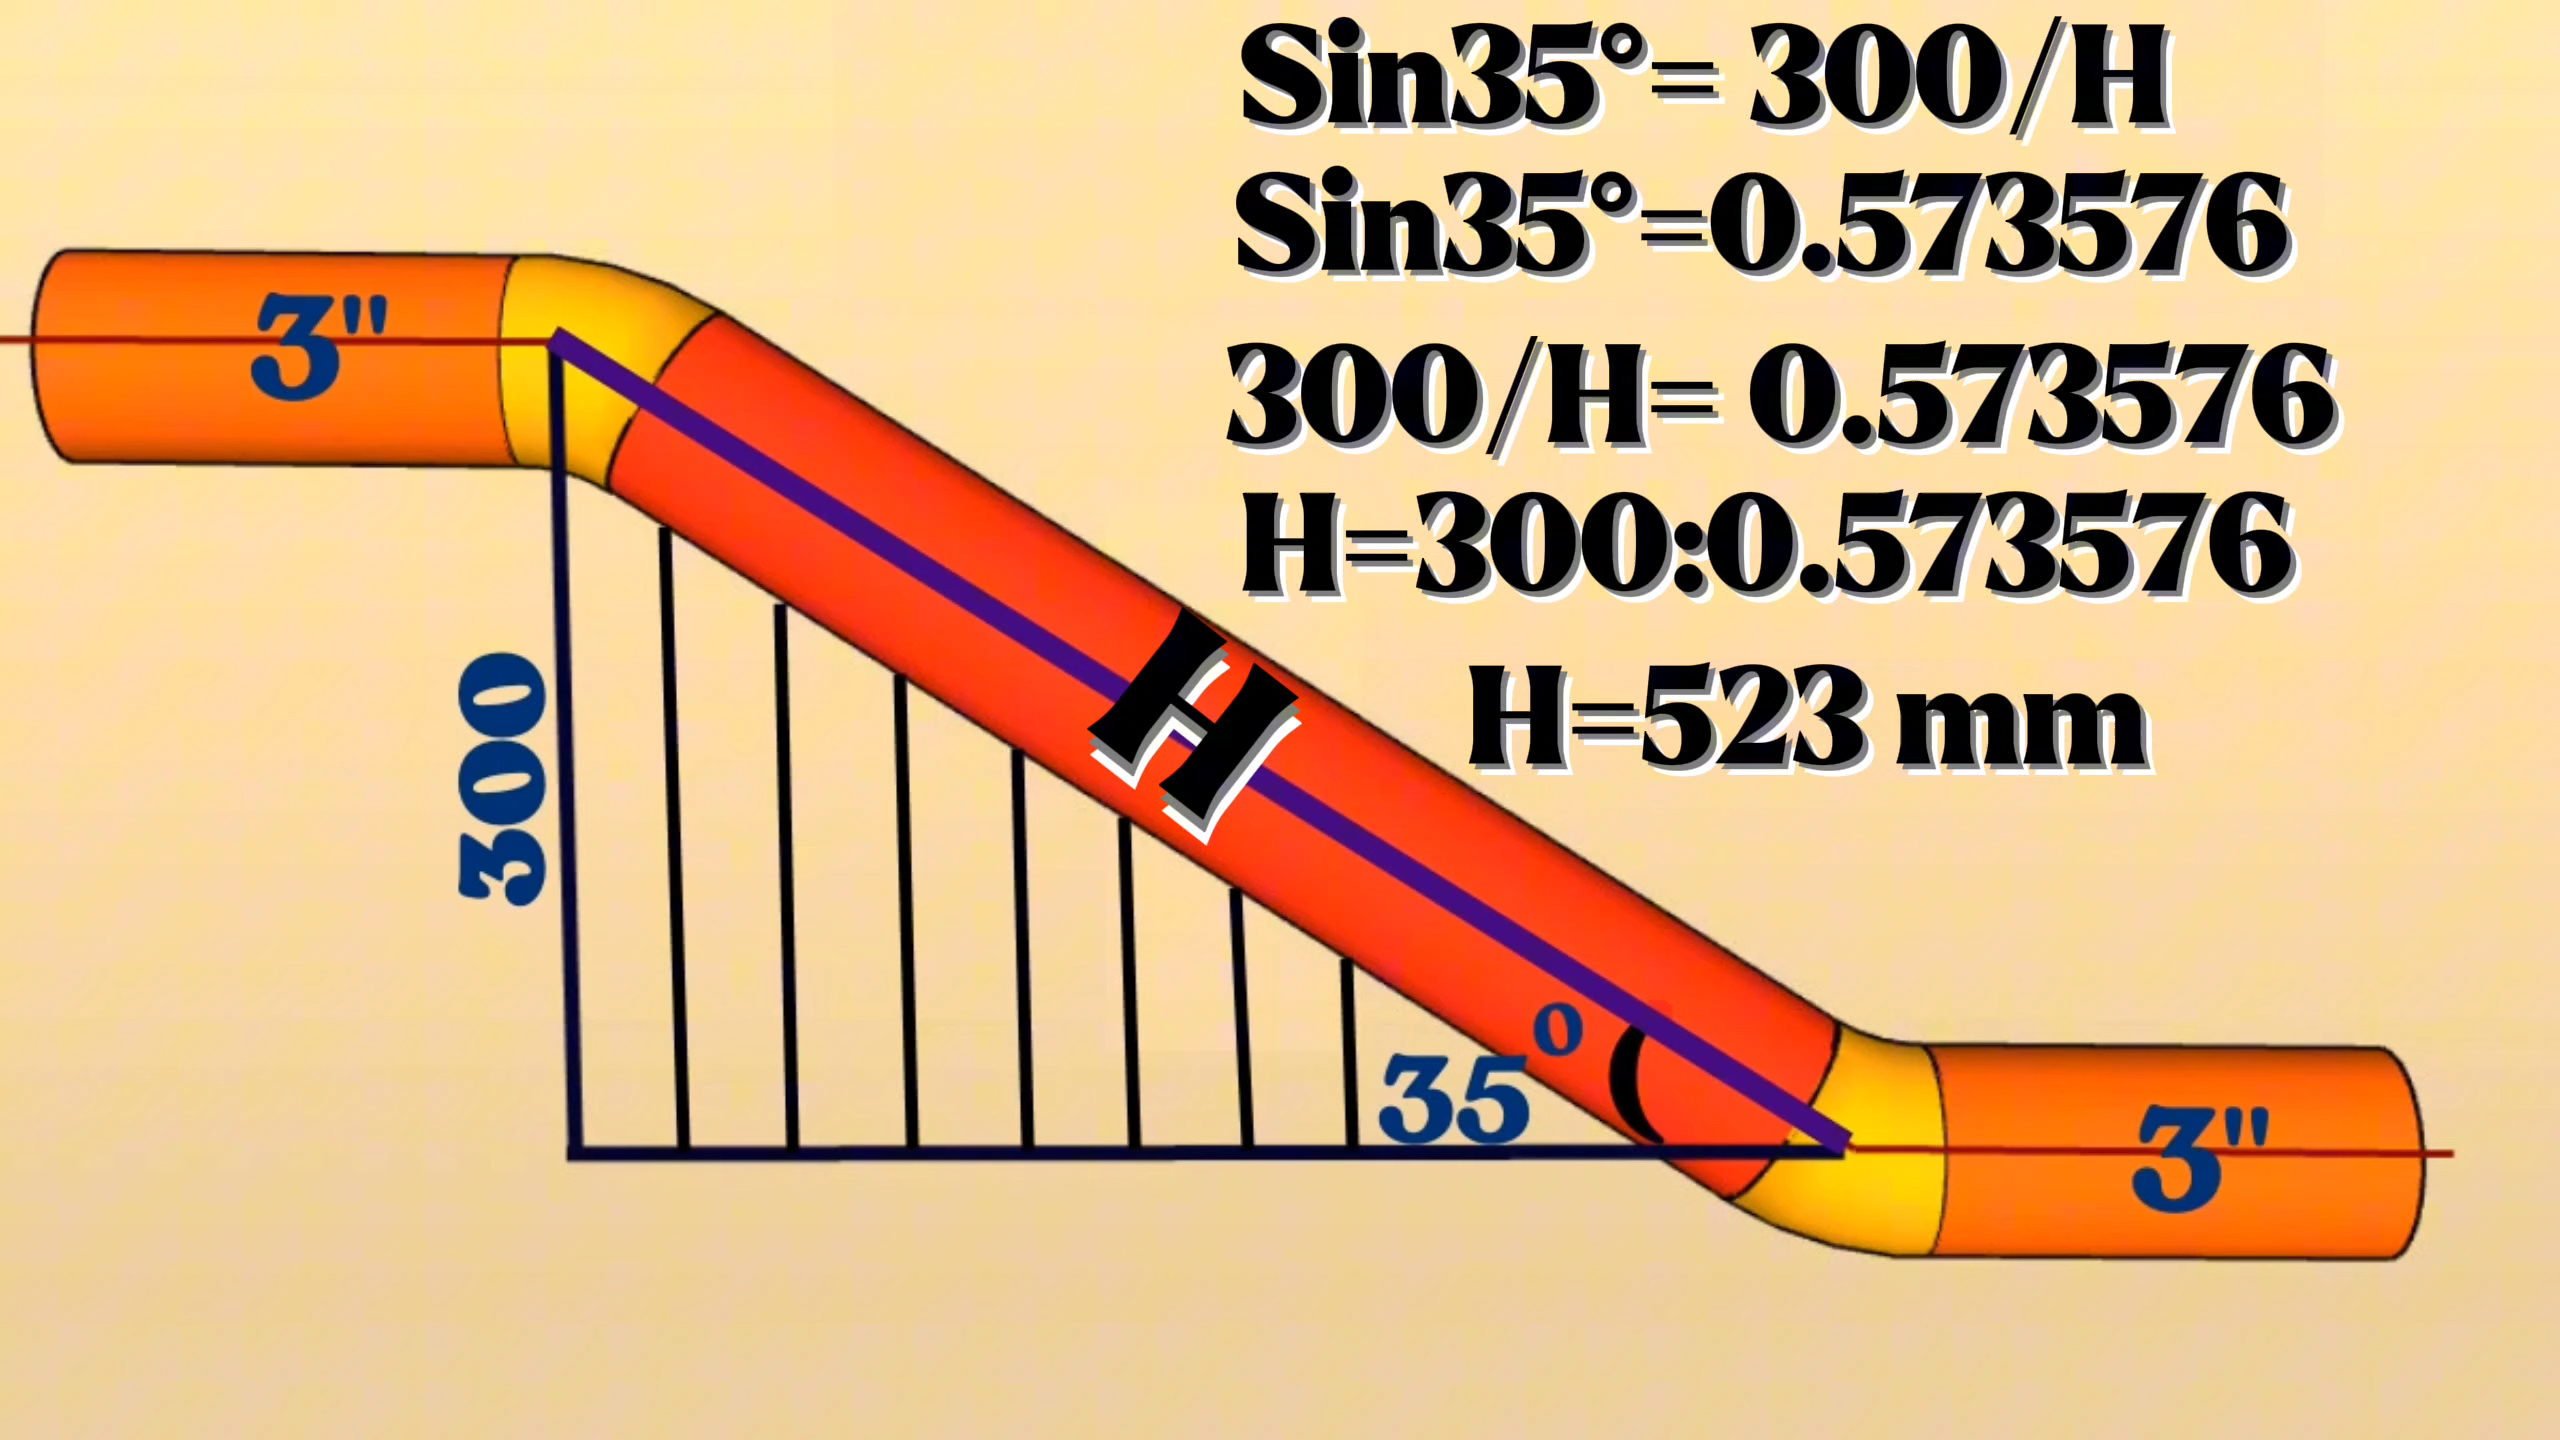 Sin35°= 300/H
Sin35°=0.573576
300/H= 0.573576
H=300:0.573576
H=523 mm
3"
H
300
35°
3"